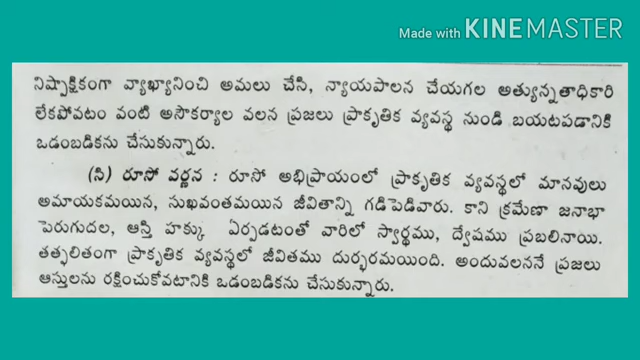 Made with KINEMASTER
నిష్పాక్షికంగా వ్యాఖ్యానించి అమలు చేసి, న్యాయపాలన చేయగల అత్యున్నతాధికారి
లేకపోవటం వంటి అసౌకర్యాల వలన ప్రజలు ప్రాకృతిక వ్యవస్థ నుండి బయటపడానికి
ఒడంబడికను చేసుకున్నారు.
(సి) రూసో వర్ణన : రూసో అభిప్రాయంలో ప్రాకృతిక వ్యవస్థలో మానవులు
అమాయకమయిన, సుఖవంతమయిన జీవితాన్ని గడిపెడివారు. కాని క్రమేణా జనాభా
పెరుగుదల, ఆస్తి హక్కు ఏర్పడటంతో వారిలో స్వార్థము, ద్వేషము ప్రబలినాయి.
తత్ఫలితంగా ప్రాకృతిక వ్యవస్థలో జీవితము దుర్భరమయింది. అందువలననే ప్రజలు
ఆస్తులను రక్షించుకోవటానికి ఒడంబడికను చేసుకున్నారు.